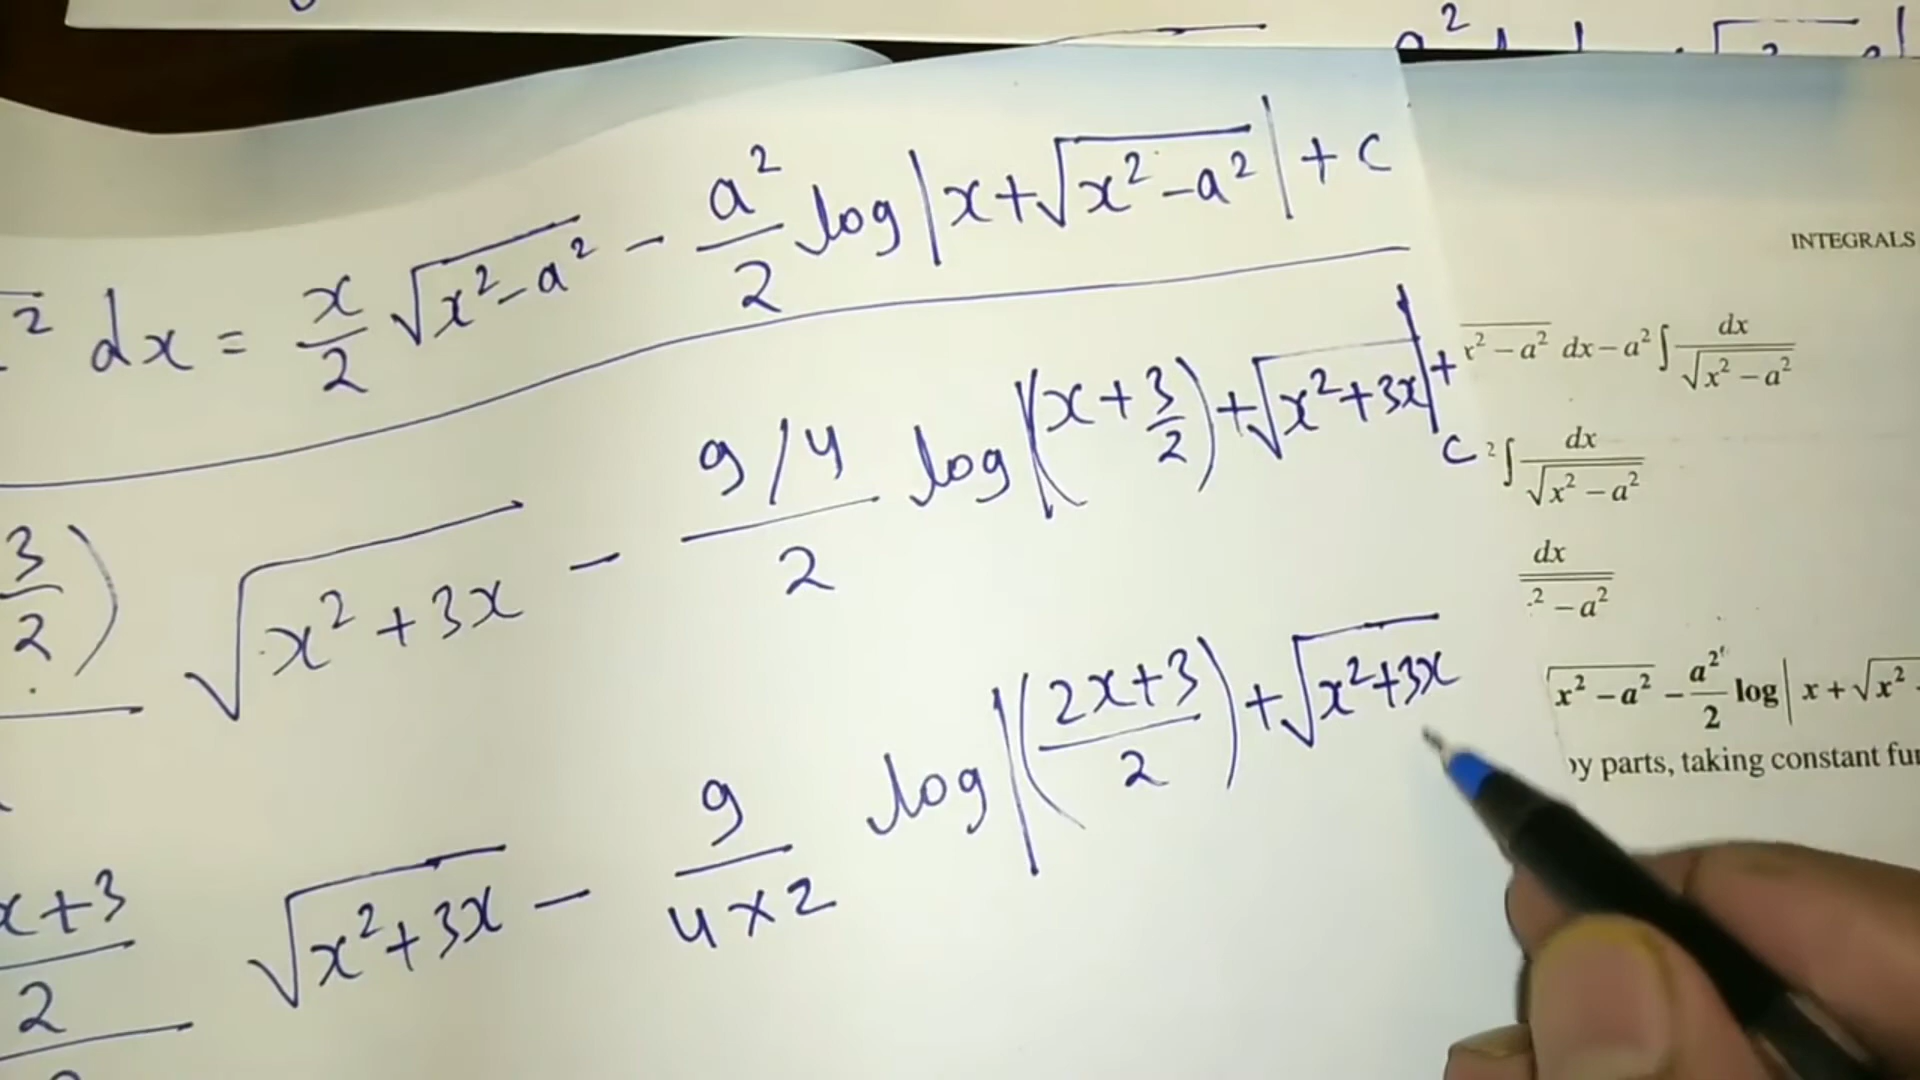 a²
² dx = x/2 √(x²-a²) - a²/2 log |x+√(x²-a²)| + c
3/2) √(x²+3x) - (9/4)/2 log |(x+3/2)+√(x²+3x)| + c
x+3/2 √(x²+3x) - 9/(4×2) log |((2x+3)/2)+√(x²+3x)
INTEGRALS
x² - a² dx - a² ∫ dx/√(x² - a²)
² ∫ dx/√(x² - a²)
dx/² - a²
√(x² - a²) - a²/2 log | x + √x²
by parts, taking constant fu